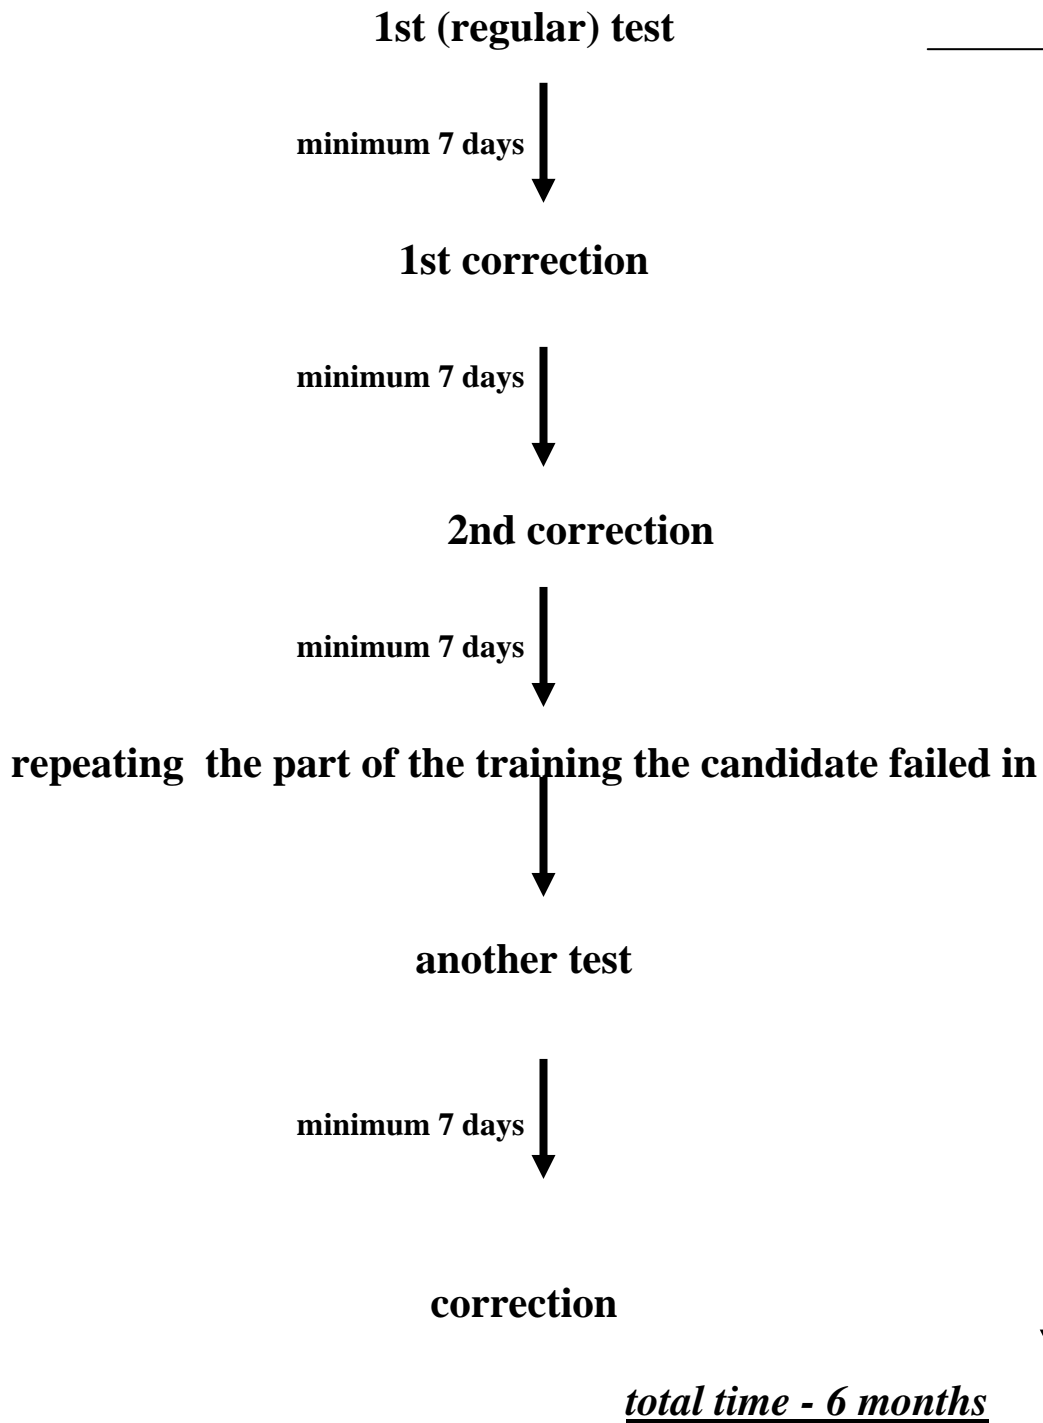 1st (regular) test
minimum 7 days
1st correction
minimum 7 days
2nd correction
minimum 7 days
repeating  the part of the training the candidate failed in
another test
minimum 7 days
correction
total time - 6 months